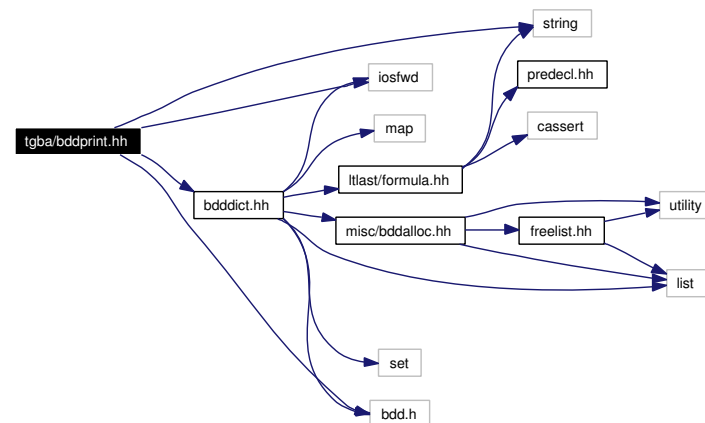 string
iosfwd
predecl.hh
map
cassert
tgba/bddprint.hh
ltlast/formula.hh
bdddict.hh
utility
misc/bddalloc.hh
freelist.hh
list
set
bdd.h